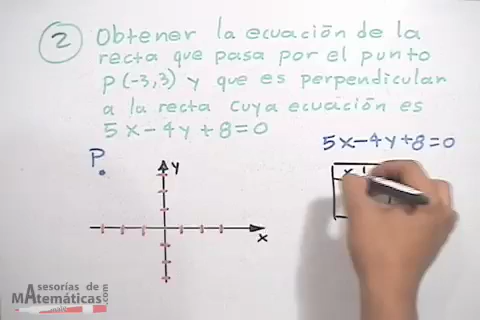 2 Obtener la ecuación de la
recta que pasa por el punto
P(-3,3) y que es perpendicular
a la recta cuya ecuación es
5x-4y+8=0
5x-4y+8=0
P.
y
x
x
Asesorías de
Matemáticas.com